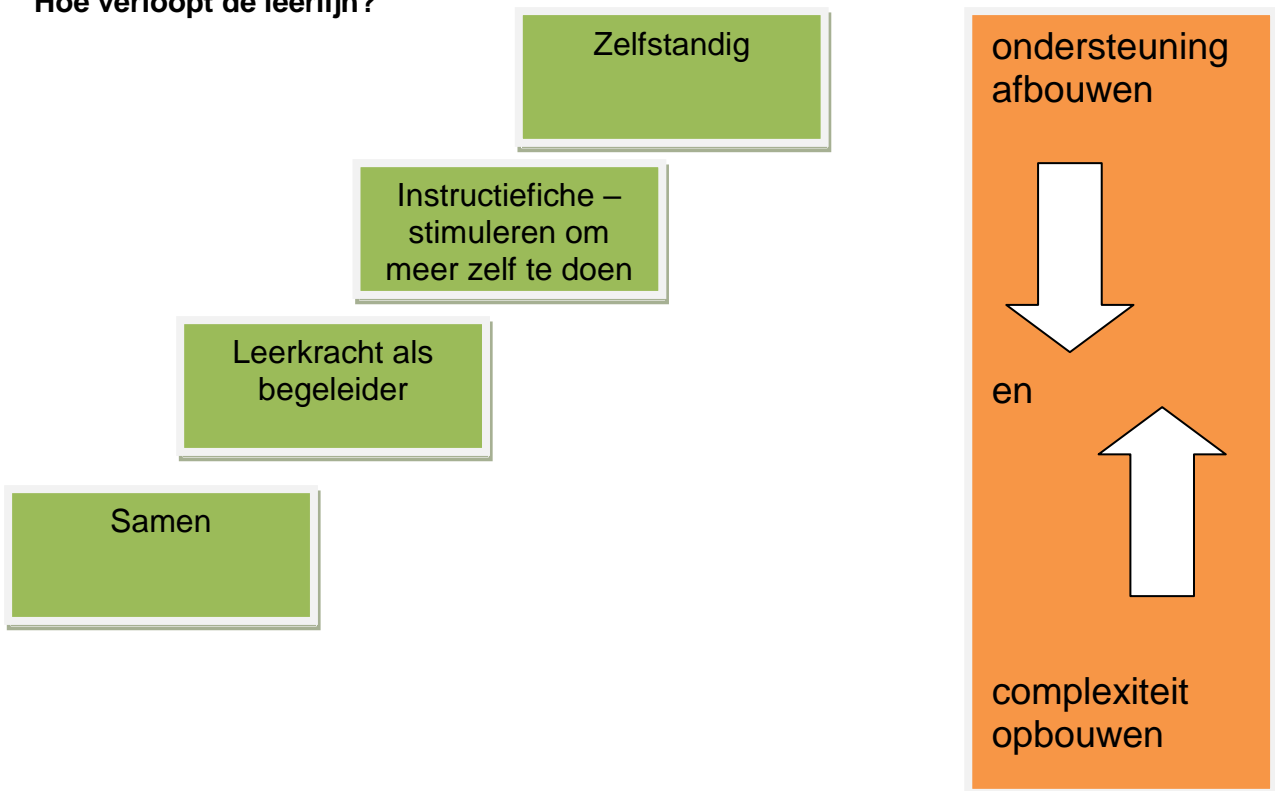 Hoe verloopt de leerlijn?
Zelfstandig
Instructiefiche –
stimuleren om
meer zelf te doen
Leerkracht als
begeleider
Samen
ondersteuning
afbouwen
en
complexiteit
opbouwen